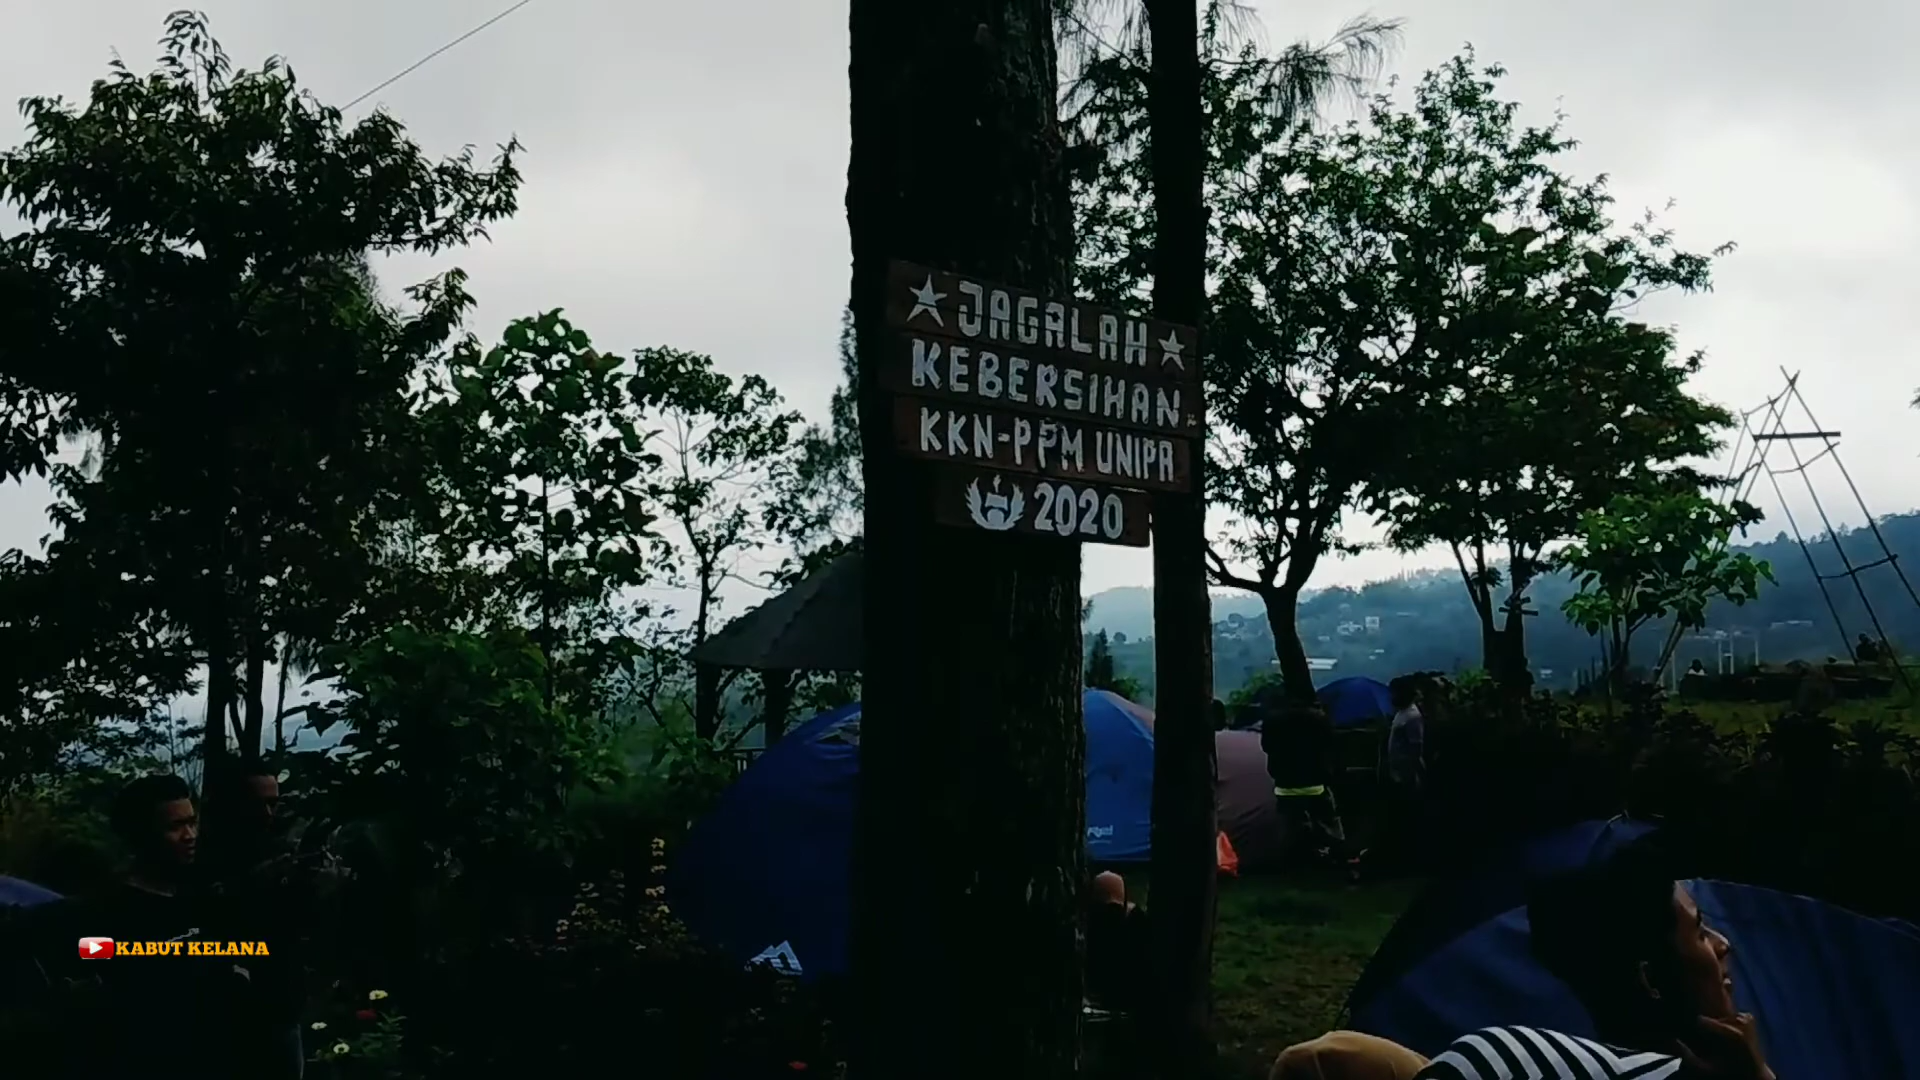 JAGALAH
KEBERSIHAN
KKN-PPM UNIPA
2020
KABUT KELANA